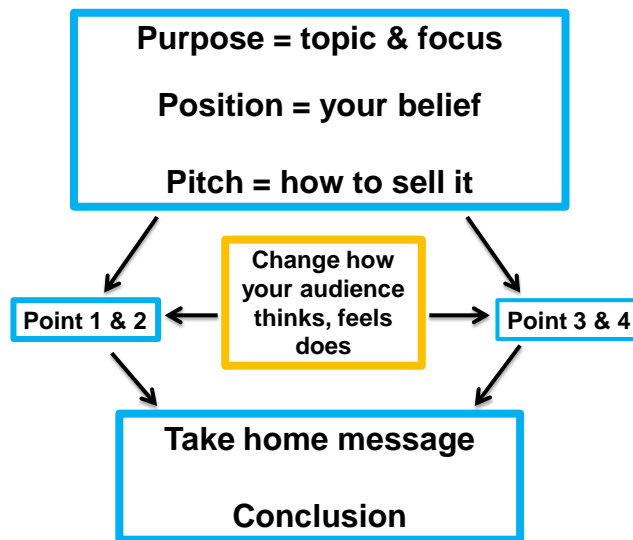 Purpose = topic & focus
Position = your belief
Pitch = how to sell it
Change how
your audience
thinks, feels
does
Point 1 & 2
Point 3 & 4
Take home message
Conclusion